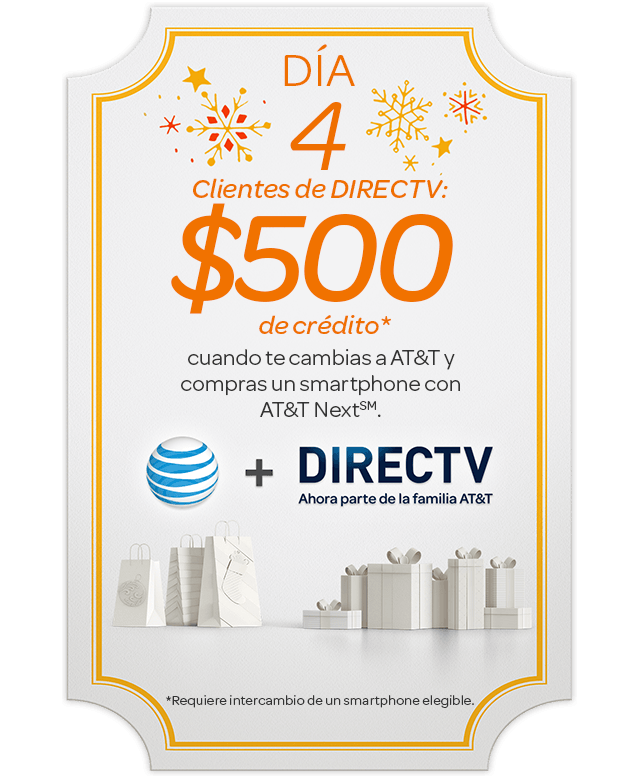 DÍA
4
Clientes de DIRECTV:
$500
de crédito*
cuando te cambias a AT&T y
compras un smartphone con
AT&T Next℠.
+ DIRECTV
Ahora parte de la familia AT&T
*Requiere intercambio de un smartphone elegible.